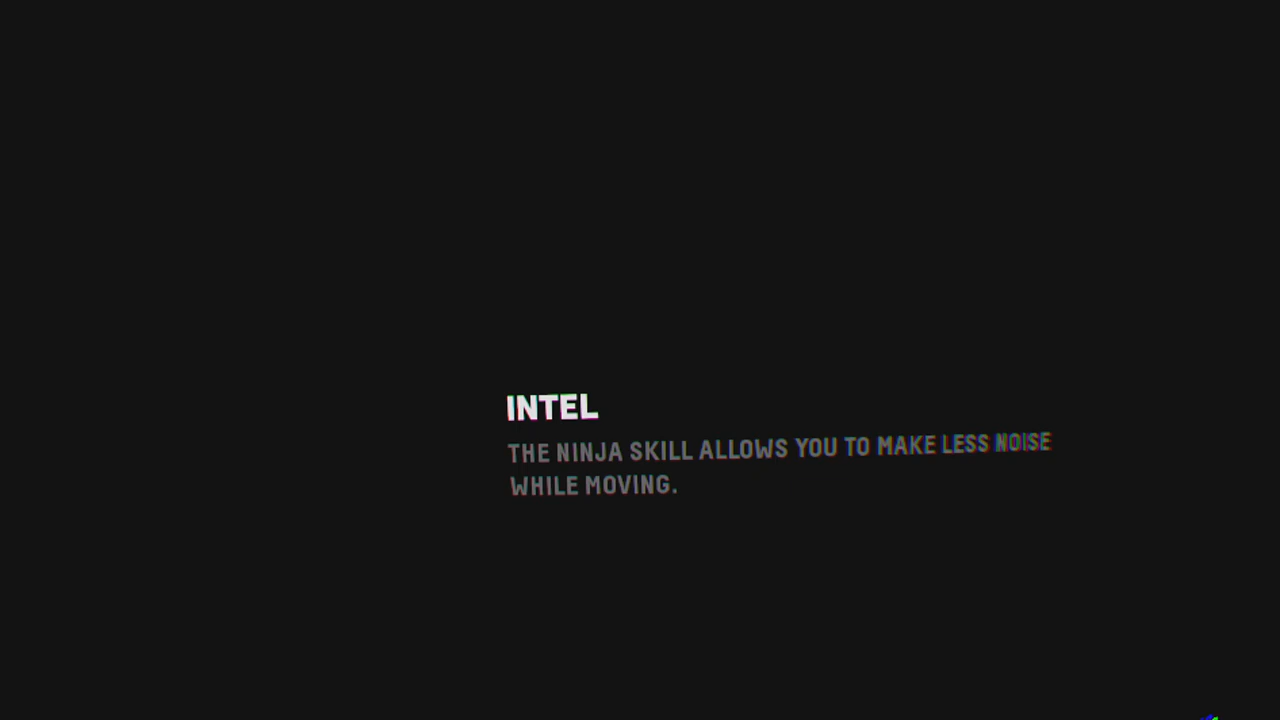 INTEL
THE NINJA SKILL ALLOWS YOU TO MAKE LESS NOISE
WHILE MOVING.